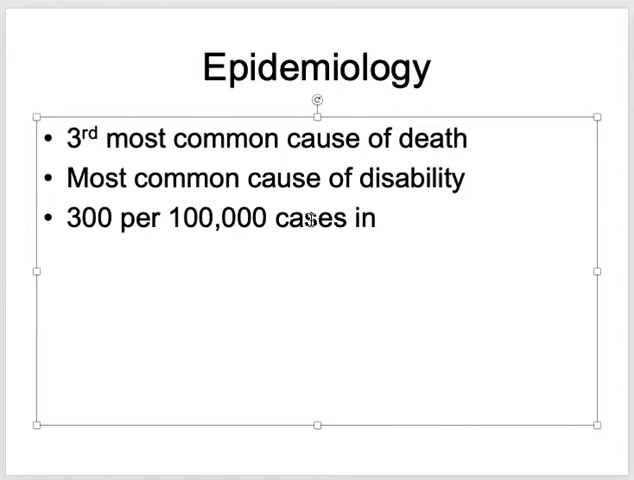 Epidemiology
• 3rd most common cause of death
• Most common cause of disability
• 300 per 100,000 cases in